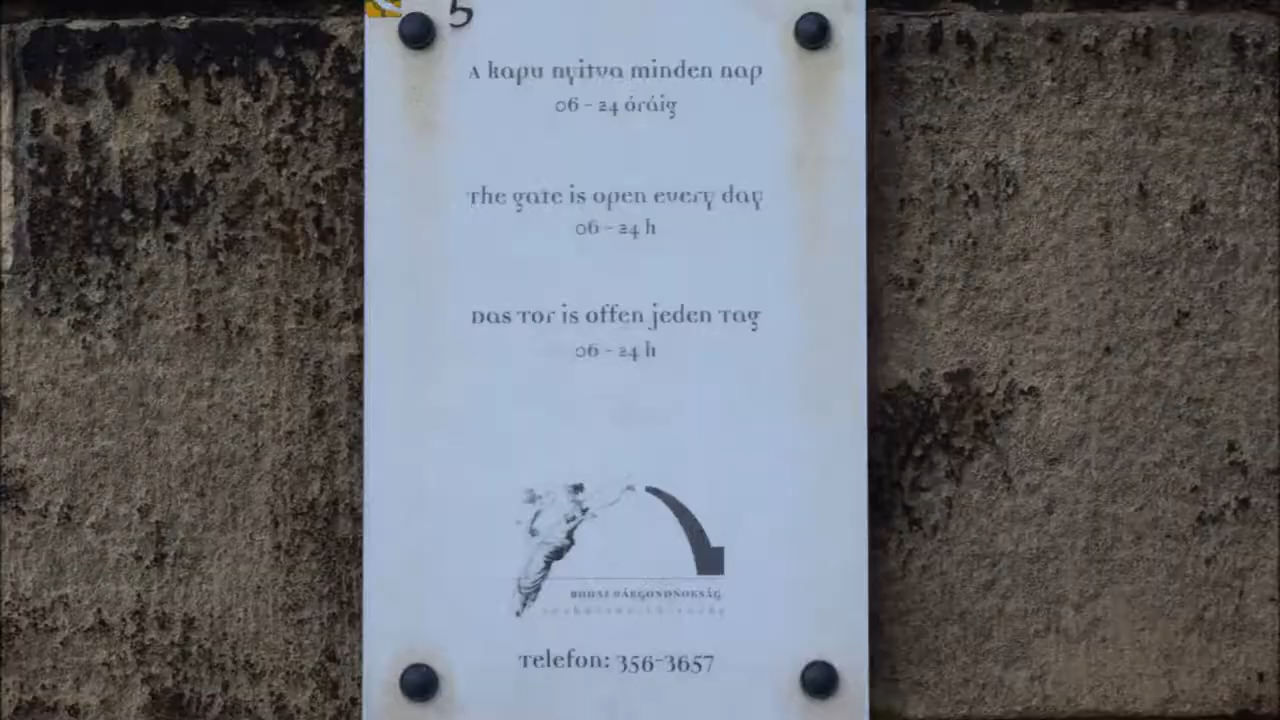 5
A kapu nyitva minden nap
06 - 24 óráig
The gate is open every day
06 - 24 h
Das Tor is offen jeden Tag
06 - 24 h
BUDAI VÁRGONDNOKSÁG
Telefon: 356-3657